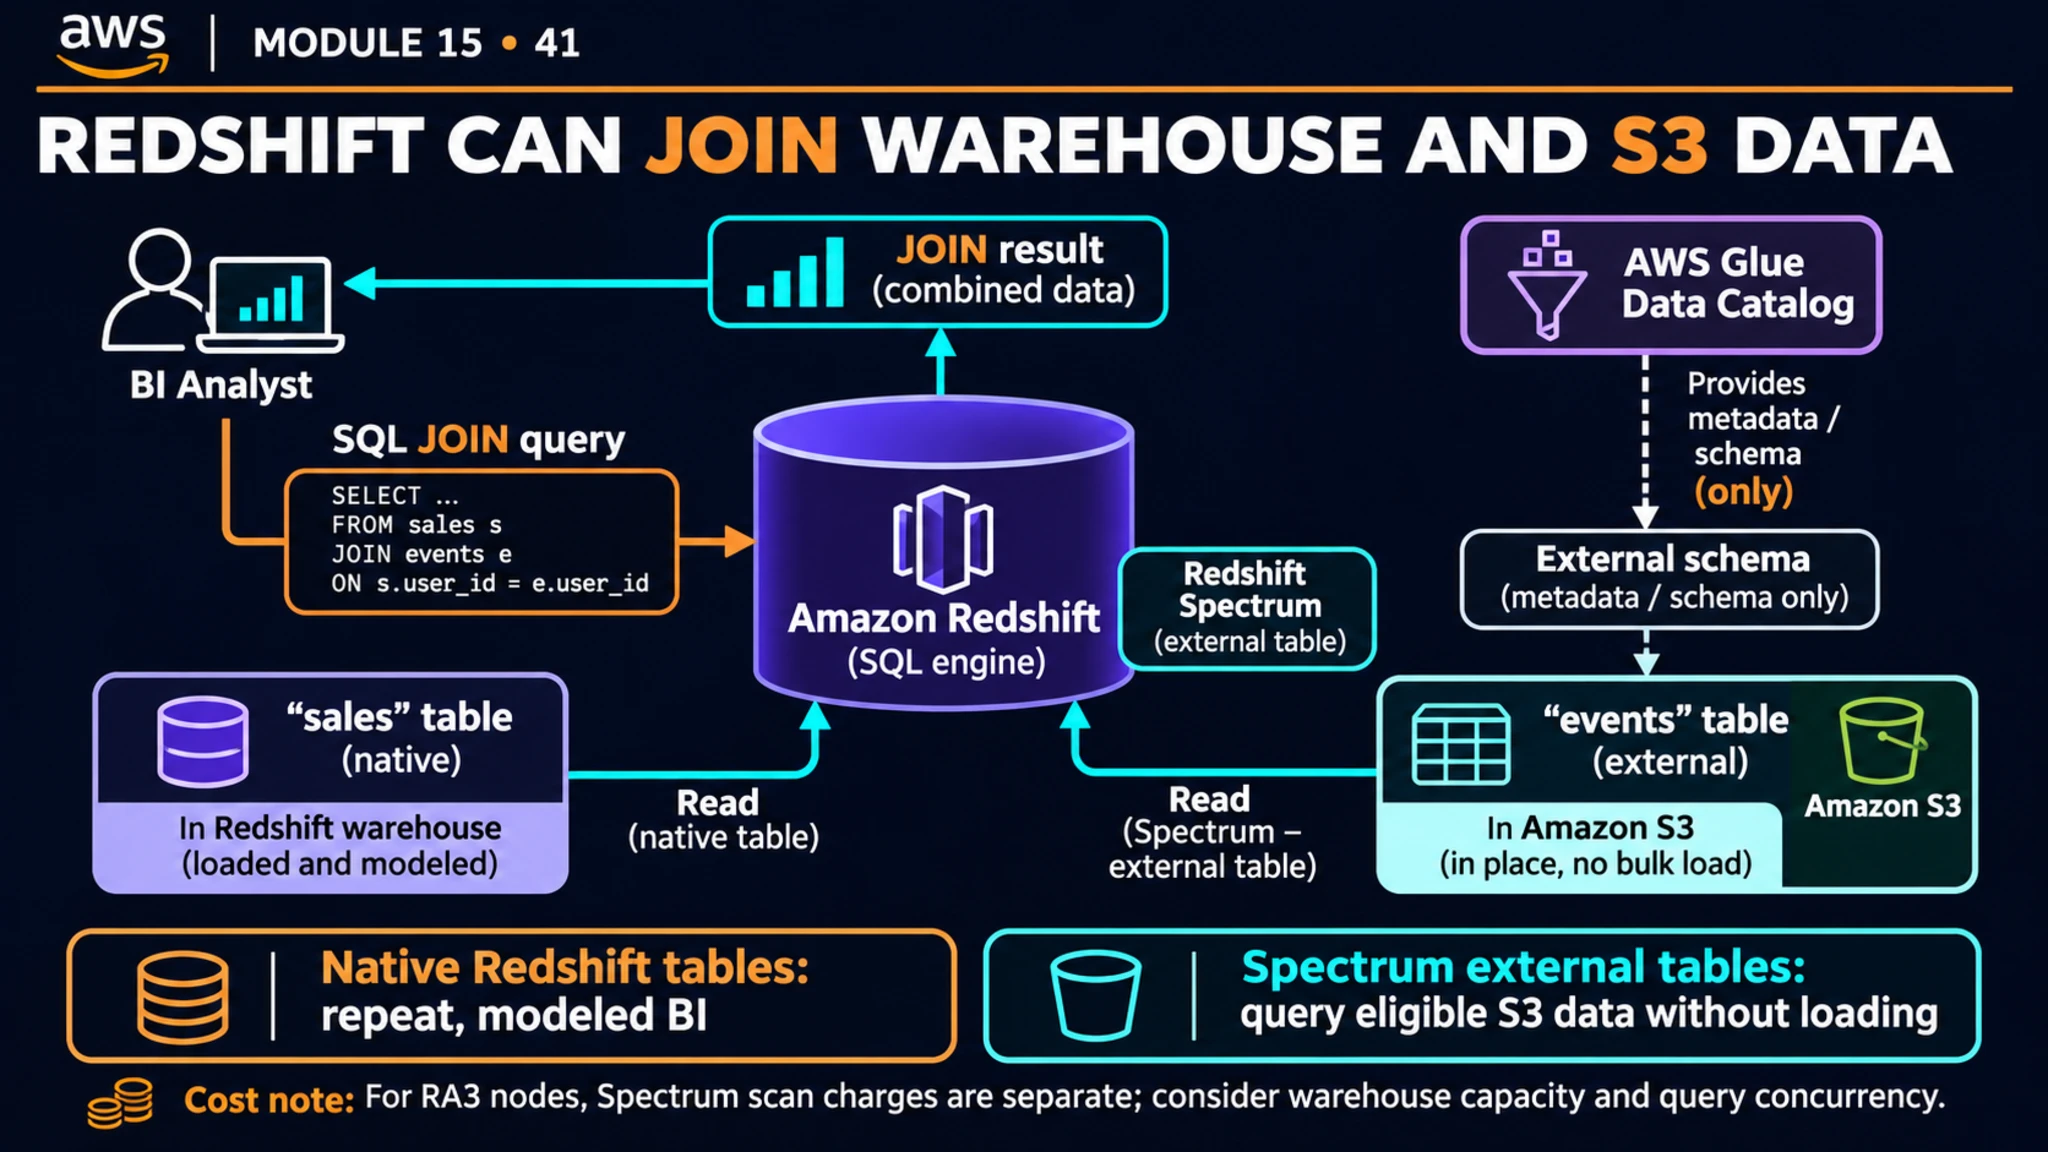 aws
MODULE 15 • 41
REDSHIFT CAN JOIN WAREHOUSE AND S3 DATA
BI Analyst
JOIN result
(combined data)
AWS Glue
Data Catalog
Provides
metadata /
schema
(only)
SQL JOIN query
SELECT ...
FROM sales s
JOIN events e
ON s.user_id = e.user_id
Amazon Redshift
(SQL engine)
Redshift
Spectrum
(external table)
External schema
(metadata / schema only)
“sales” table
(native)
In Redshift warehouse
(loaded and modeled)
Read
(native table)
Read
(Spectrum –
external table)
“events” table
(external)
Amazon S3
In Amazon S3
(in place, no bulk load)
Native Redshift tables:
repeat, modeled BI
Spectrum external tables:
query eligible S3 data without loading
Cost note: For RA3 nodes, Spectrum scan charges are separate; consider warehouse capacity and query concurrency.